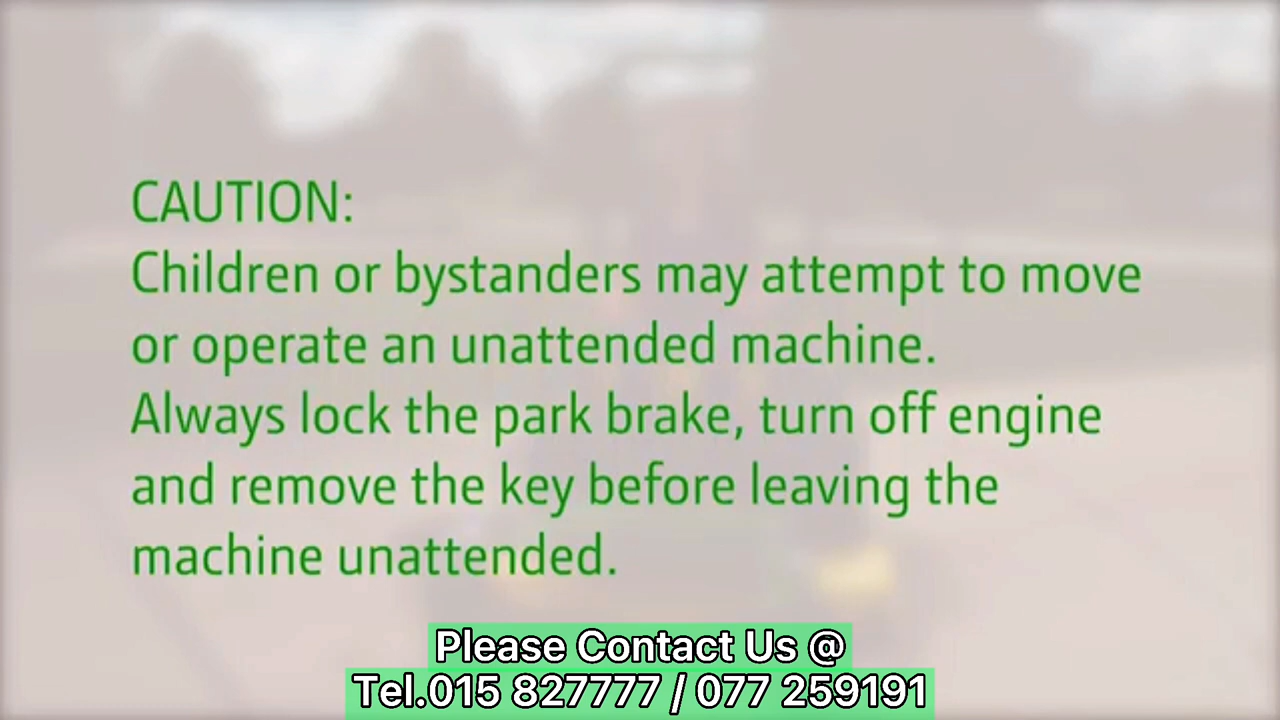 CAUTION:
Children or bystanders may attempt to move
or operate an unattended machine.
Always lock the park brake, turn off engine
and remove the key before leaving the
machine unattended.
Please Contact Us @
Tel.015 827777 / 077 259191